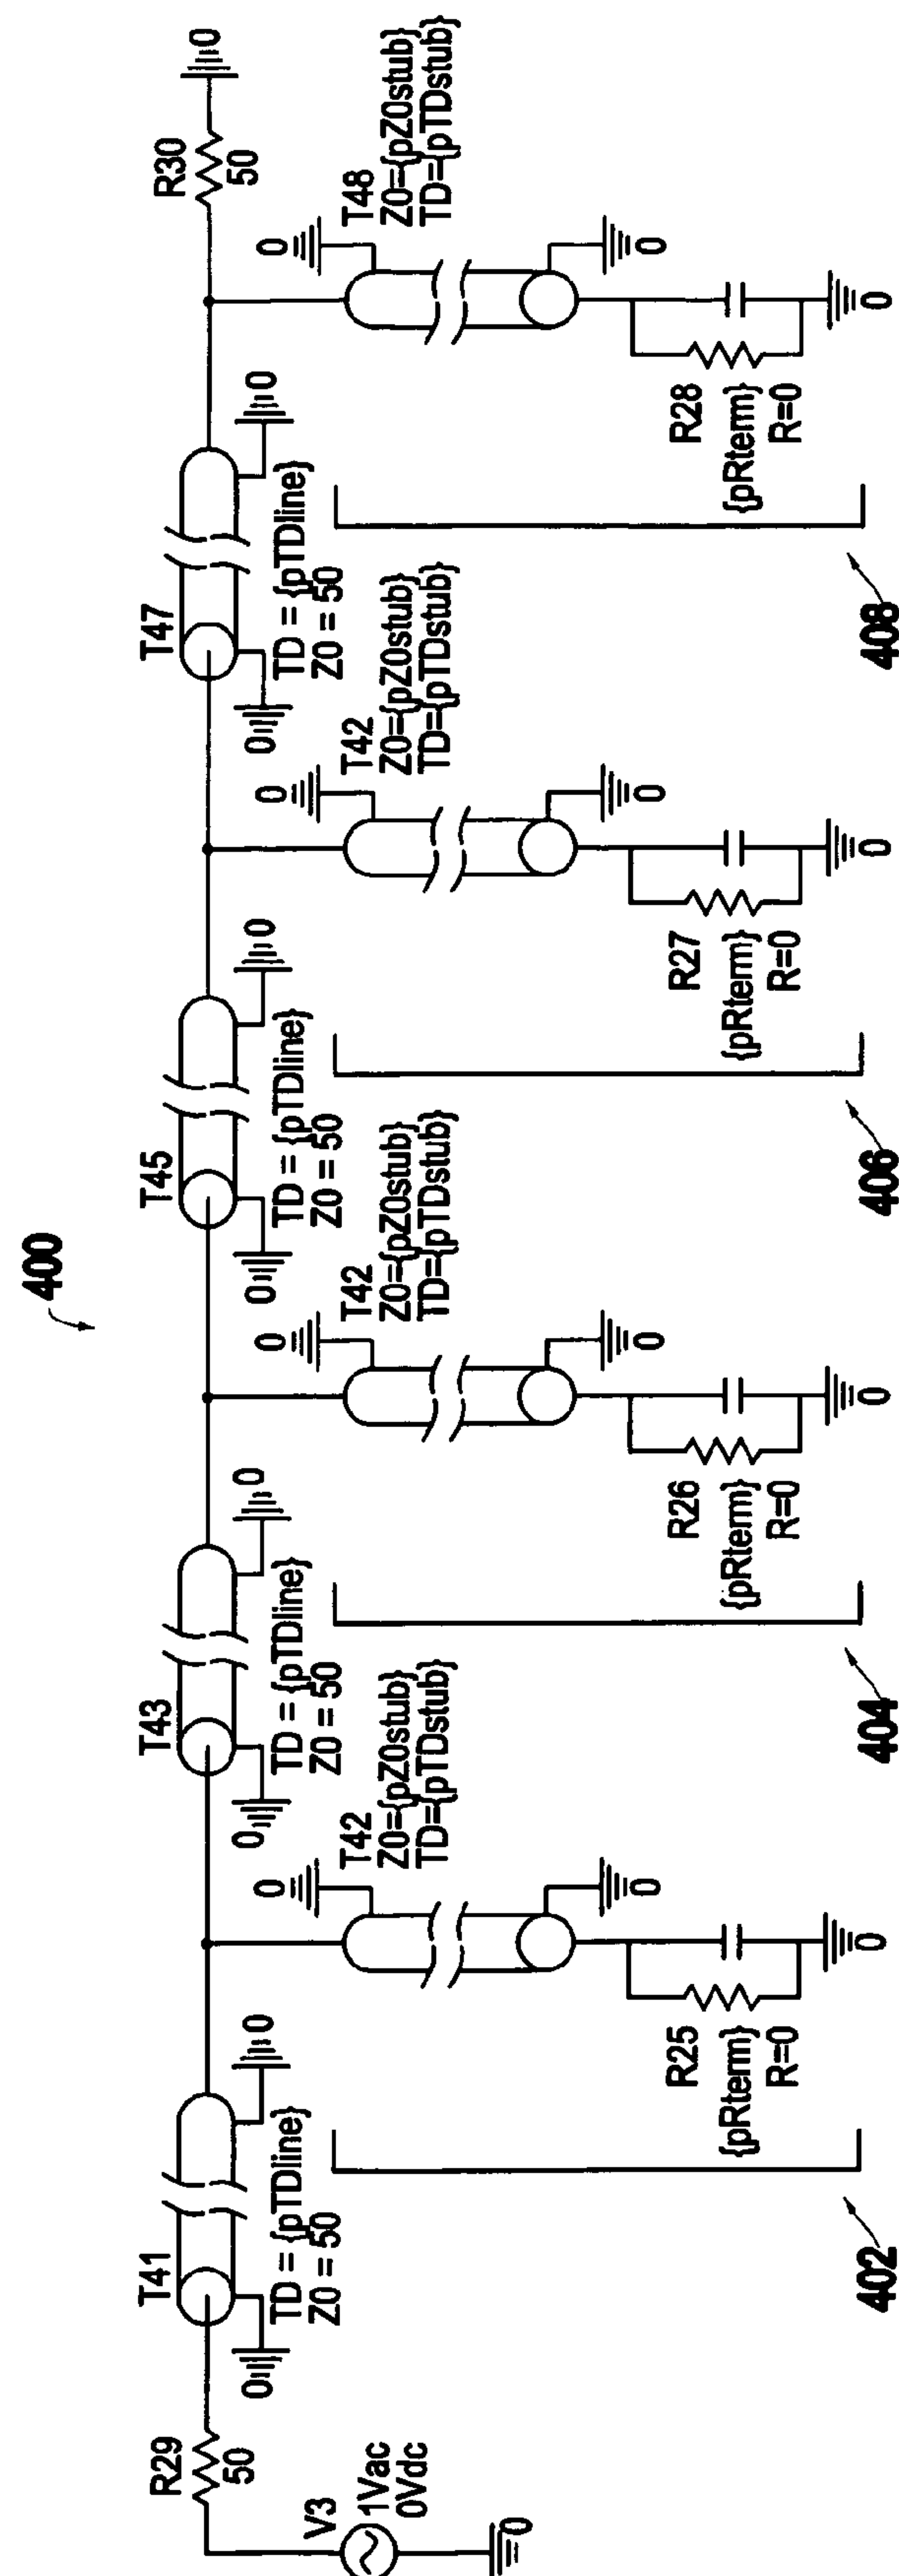 400
R29
50
V3
1Vac
0Vdc
0
T41
0
0
TD = {pTDline}
Z0 = 50
T43
0
0
TD = {pTDline}
Z0 = 50
T45
0
0
TD = {pTDline}
Z0 = 50
T47
0
0
TD = {pTDline}
Z0 = 50
R30
50
0
0
T42
Z0={pZ0stub}
TD={pTDstub}
0
R25
{pRterm}
R=0
0
402
0
T42
Z0={pZ0stub}
TD={pTDstub}
0
R26
{pRterm}
R=0
0
404
0
T42
Z0={pZ0stub}
TD={pTDstub}
0
R27
{pRterm}
R=0
0
406
0
T48
Z0={pZ0stub}
TD={pTDstub}
0
R28
{pRterm}
R=0
0
408